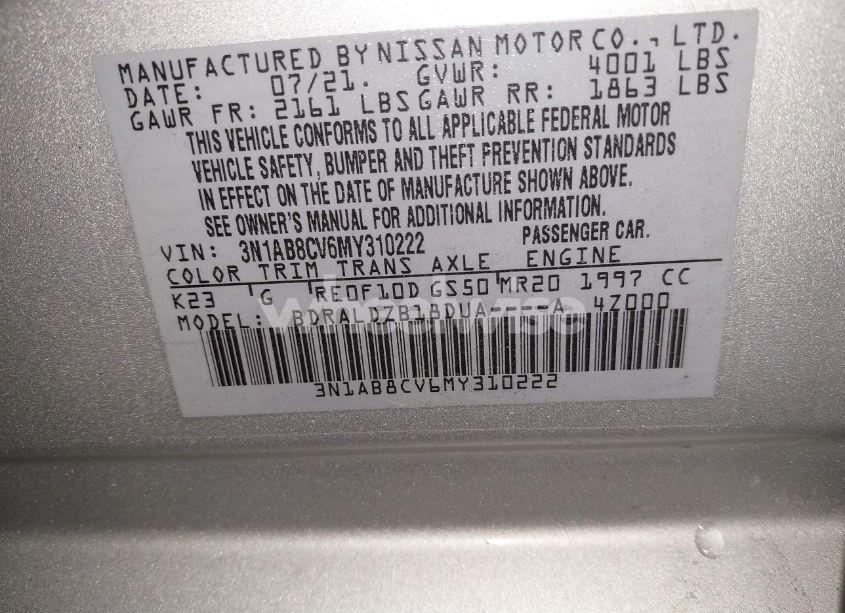 MANUFACTURED BY NISSAN MOTOR CO., LTD.
DATE: 07/21. GVWR: 4001 LBS
GAWR FR: 2161 LBS GAWR RR: 1863 LBS
THIS VEHICLE CONFORMS TO ALL APPLICABLE FEDERAL MOTOR
VEHICLE SAFETY, BUMPER AND THEFT PREVENTION STANDARDS
IN EFFECT ON THE DATE OF MANUFACTURE SHOWN ABOVE.
SEE OWNER'S MANUAL FOR ADDITIONAL INFORMATION.
VIN: 3N1AB8CV6MY310222 PASSENGER CAR.
COLOR TRIM TRANS AXLE ENGINE
K23 G RE0F10D GS50 MR20 1997 CC
MODEL: BDRALDZB18DUA----A 4Z000
wheelwise
3N1AB8CV6MY310222